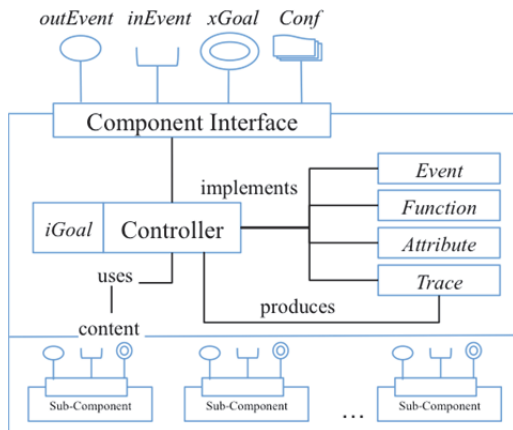 outEvent inEvent xGoal Conf
Component Interface
implements
Event
Function
Attribute
Trace
iGoal Controller
uses
produces
content
Sub-Component Sub-Component ... Sub-Component